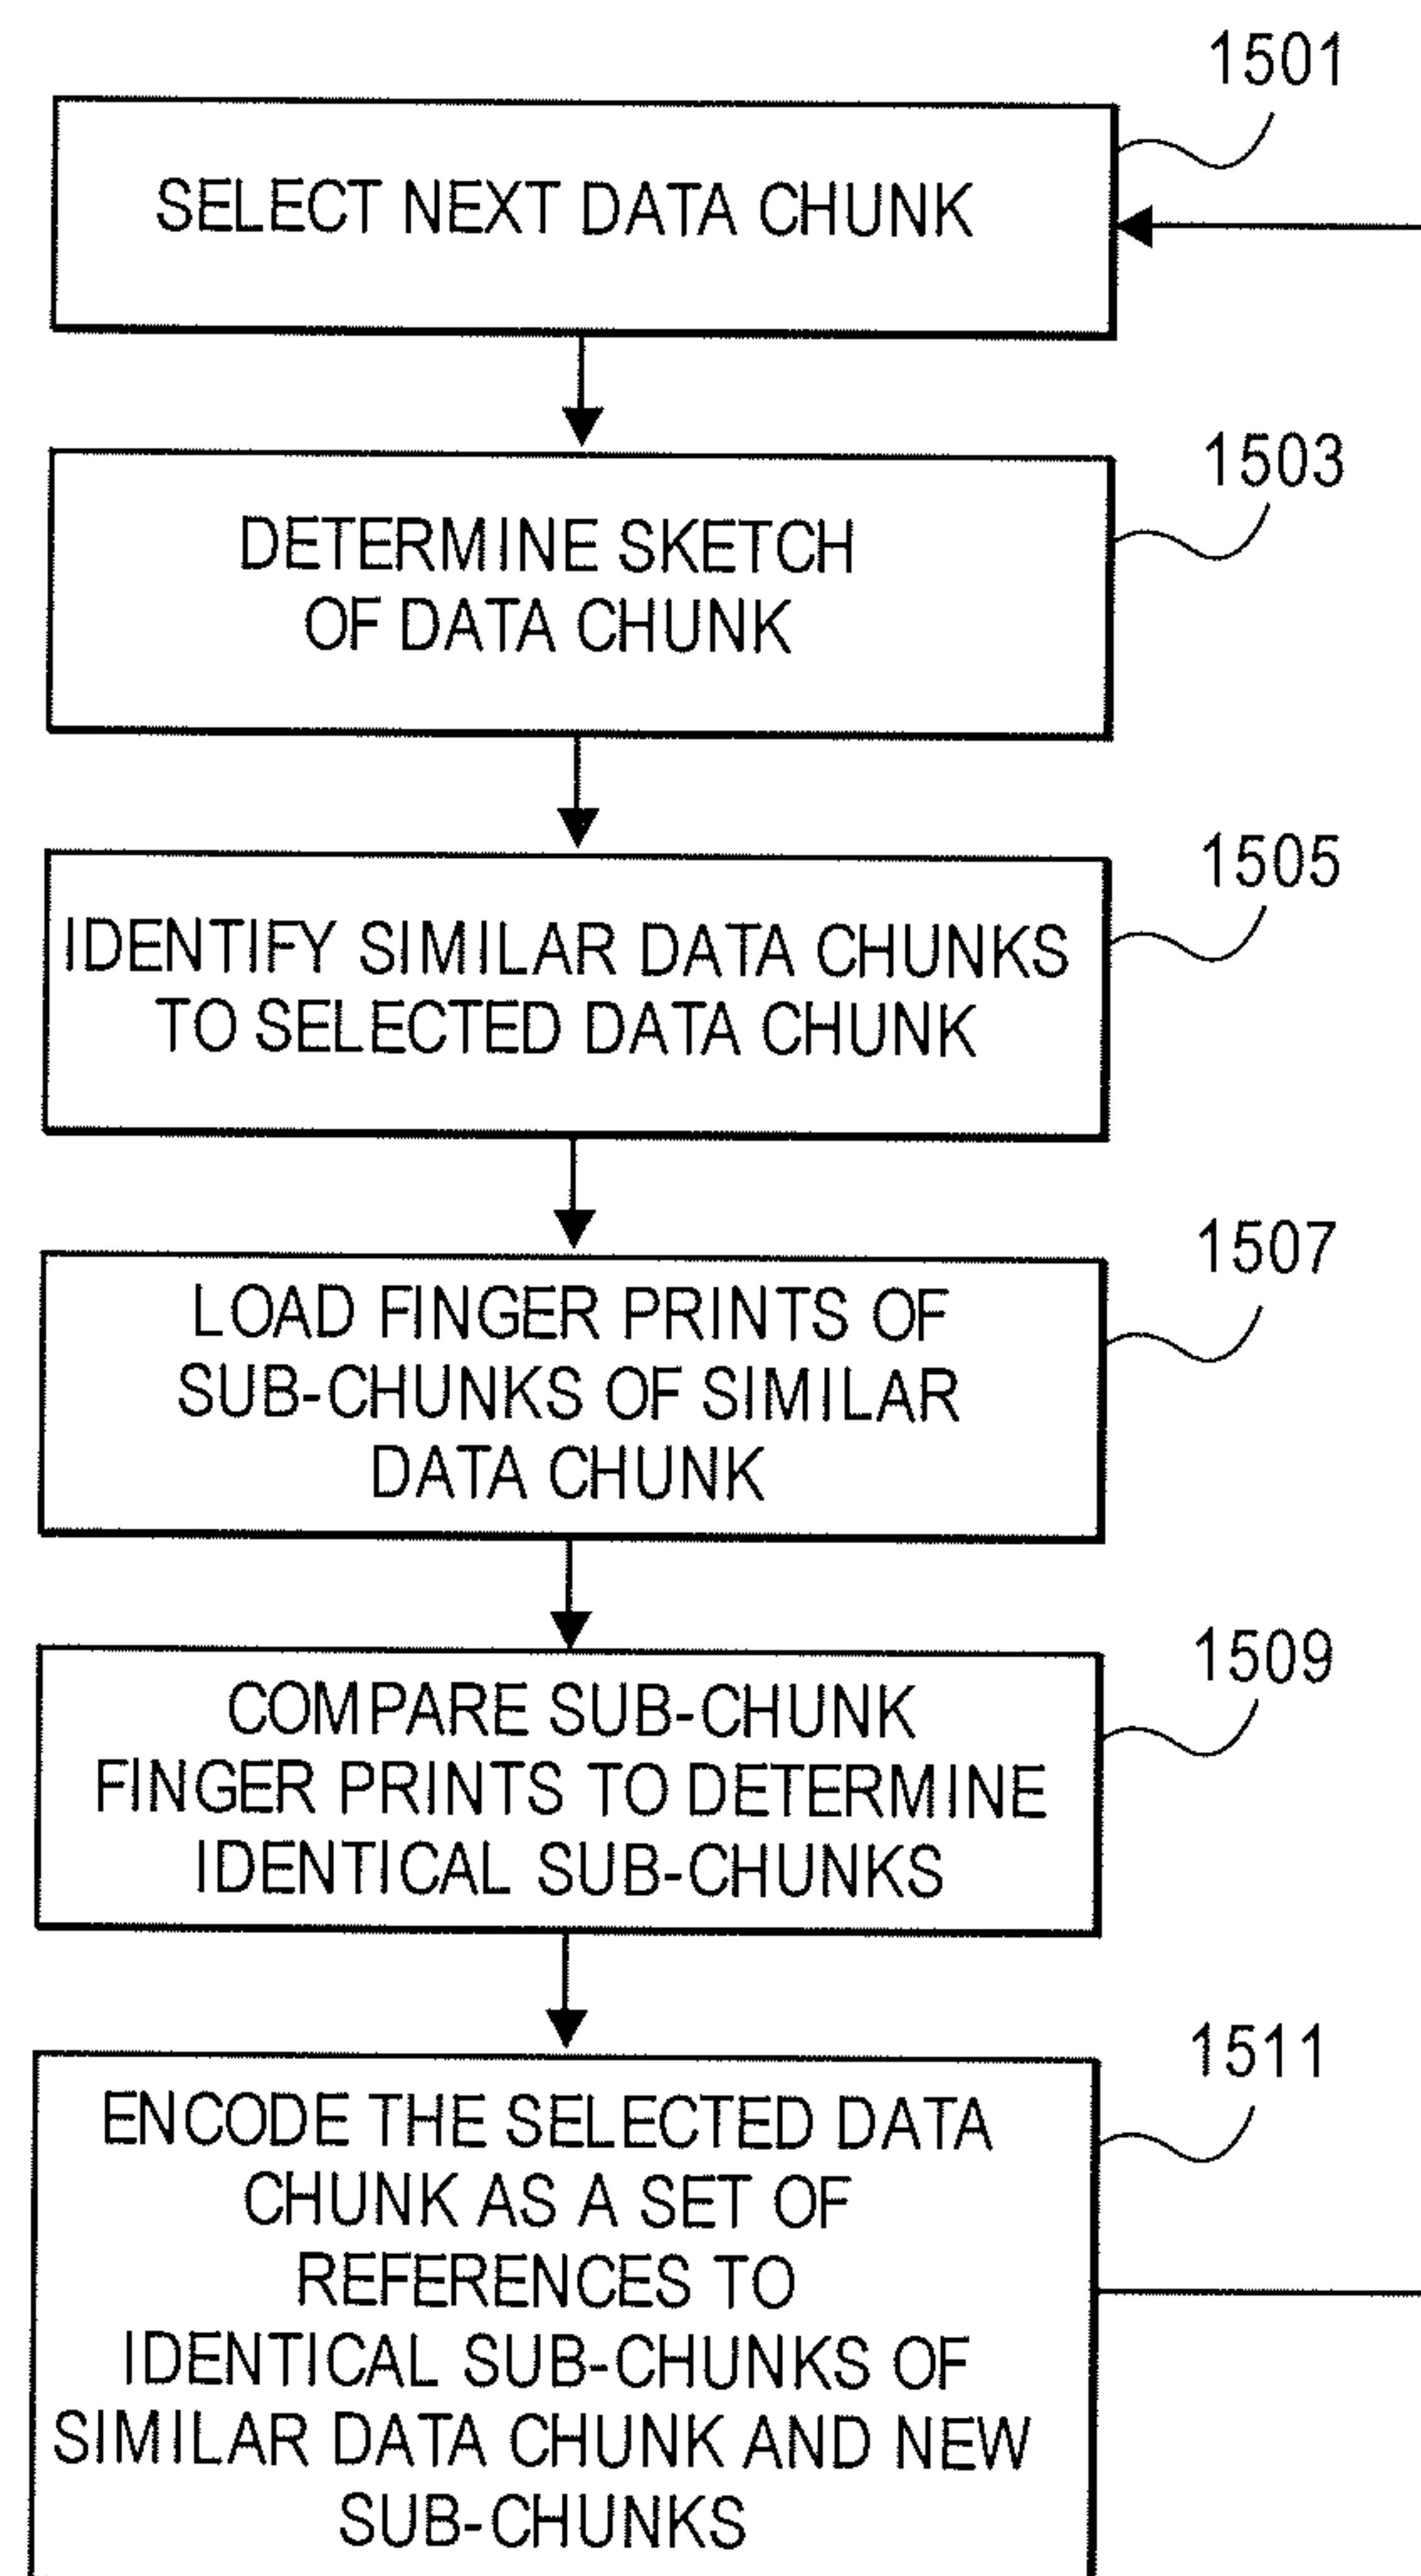 1501
SELECT NEXT DATA CHUNK
1503
DETERMINE SKETCH
OF DATA CHUNK
1505
IDENTIFY SIMILAR DATA CHUNKS
TO SELECTED DATA CHUNK
1507
LOAD FINGER PRINTS OF
SUB-CHUNKS OF SIMILAR
DATA CHUNK
1509
COMPARE SUB-CHUNK
FINGER PRINTS TO DETERMINE
IDENTICAL SUB-CHUNKS
1511
ENCODE THE SELECTED DATA
CHUNK AS A SET OF
REFERENCES TO
IDENTICAL SUB-CHUNKS OF
SIMILAR DATA CHUNK AND NEW
SUB-CHUNKS